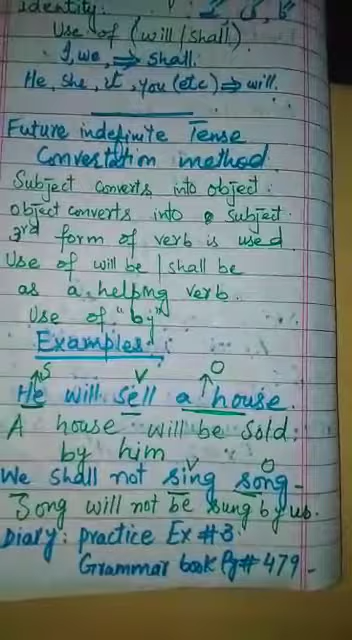 identity:
Use of (will / shall)
I, we, ⇒ shall.
He, she, it, you (etc) ⇒ will.
Future indefinite Tense
Converstation method.
Subject converts into object.
object converts into subject.
3rd form of verb is used
Use of will be / shall be
as a helping verb.
Use of "by"
Examples:
S V O
He will sell a house.
A house will be sold.
by him
V O
We shall not sing song-
Song will not be sung by us.
Diary: practice Ex #3
Grammar book Pg# 479-